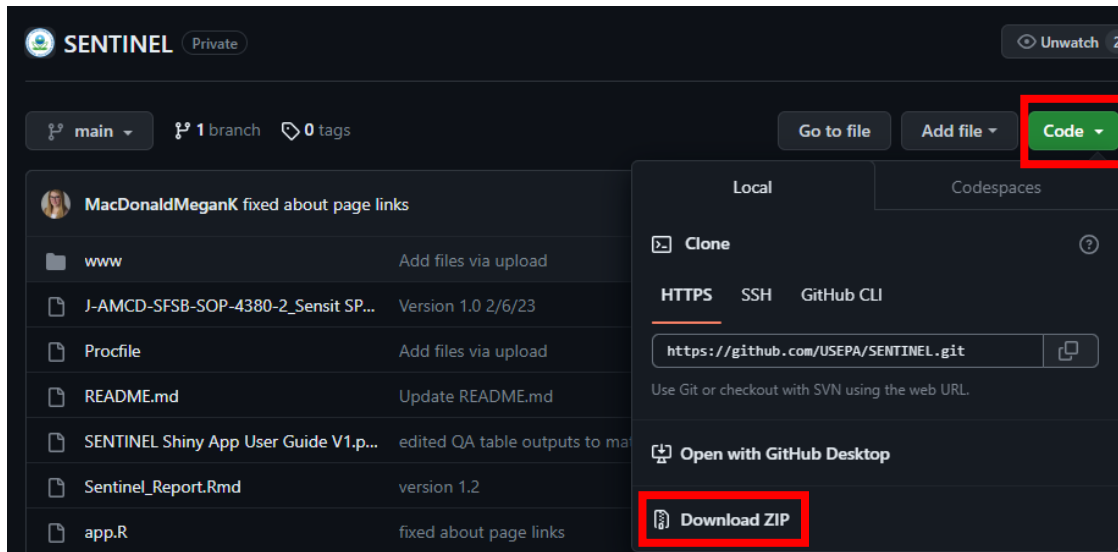 SENTINEL Private
Unwatch 2
main 1 branch 0 tags
Go to file Add file Code
MacDonaldMeganK fixed about page links
www Add files via upload
J-AMCD-SFSB-SOP-4380-2_Sensit SP... Version 1.0 2/6/23
Procfile Add files via upload
README.md Update README.md
SENTINEL Shiny App User Guide V1.p... edited QA table outputs to mat
Sentinel_Report.Rmd version 1.2
app.R fixed about page links
Local Codespaces
Clone
HTTPS SSH GitHub CLI
https://github.com/USEPA/SENTINEL.git
Use Git or checkout with SVN using the web URL.
Open with GitHub Desktop
Download ZIP